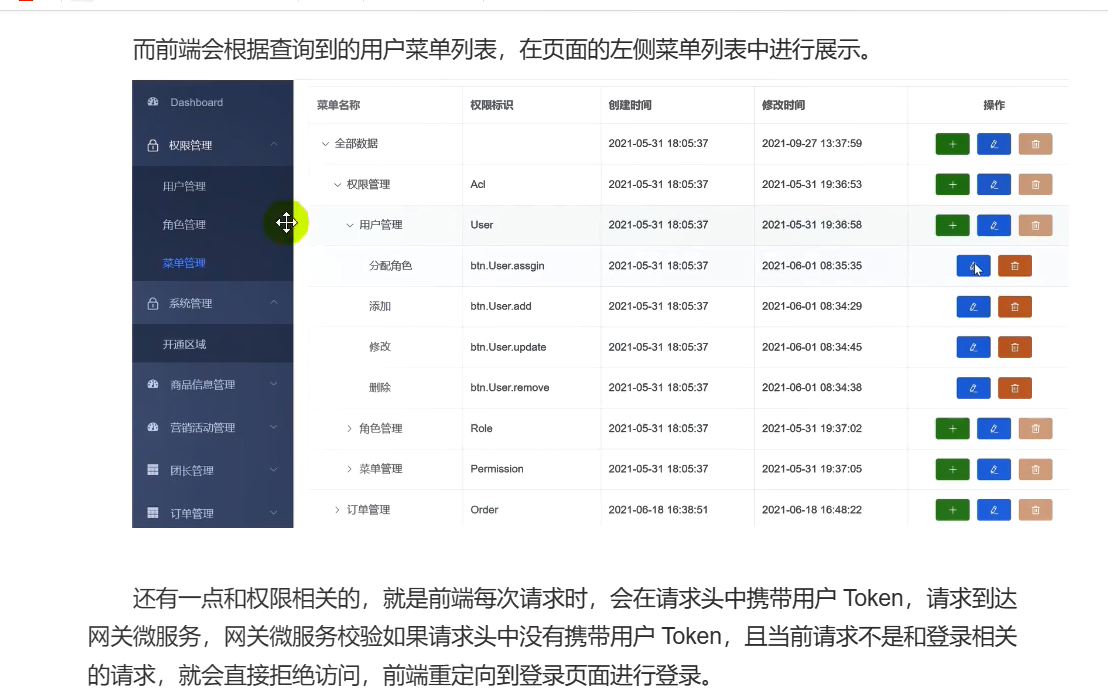 而前端会根据查询到的用户菜单列表，在页面的左侧菜单列表中进行展示。
Dashboard
权限管理
用户管理
角色管理
菜单管理
系统管理
开通区域
商品信息管理
营销活动管理
团长管理
订单管理
菜单名称 权限标识 创建时间 修改时间 操作
全部数据 2021-05-31 18:05:37 2021-09-27 13:37:59
权限管理 Acl 2021-05-31 18:05:37 2021-05-31 19:36:53
用户管理 User 2021-05-31 18:05:37 2021-05-31 19:36:58
分配角色 btn.User.assgin 2021-05-31 18:05:37 2021-06-01 08:35:35
添加 btn.User.add 2021-05-31 18:05:37 2021-06-01 08:34:29
修改 btn.User.update 2021-05-31 18:05:37 2021-06-01 08:34:45
删除 btn.User.remove 2021-05-31 18:05:37 2021-06-01 08:34:38
角色管理 Role 2021-05-31 18:05:37 2021-05-31 19:37:02
菜单管理 Permission 2021-05-31 18:05:37 2021-05-31 19:37:05
订单管理 Order 2021-06-18 16:38:51 2021-06-18 16:48:22
还有一点和权限相关的，就是前端每次请求时，会在请求头中携带用户 Token，请求到达
网关微服务，网关微服务校验如果请求头中没有携带用户 Token，且当前请求不是和登录相关
的请求，就会直接拒绝访问，前端重定向到登录页面进行登录。